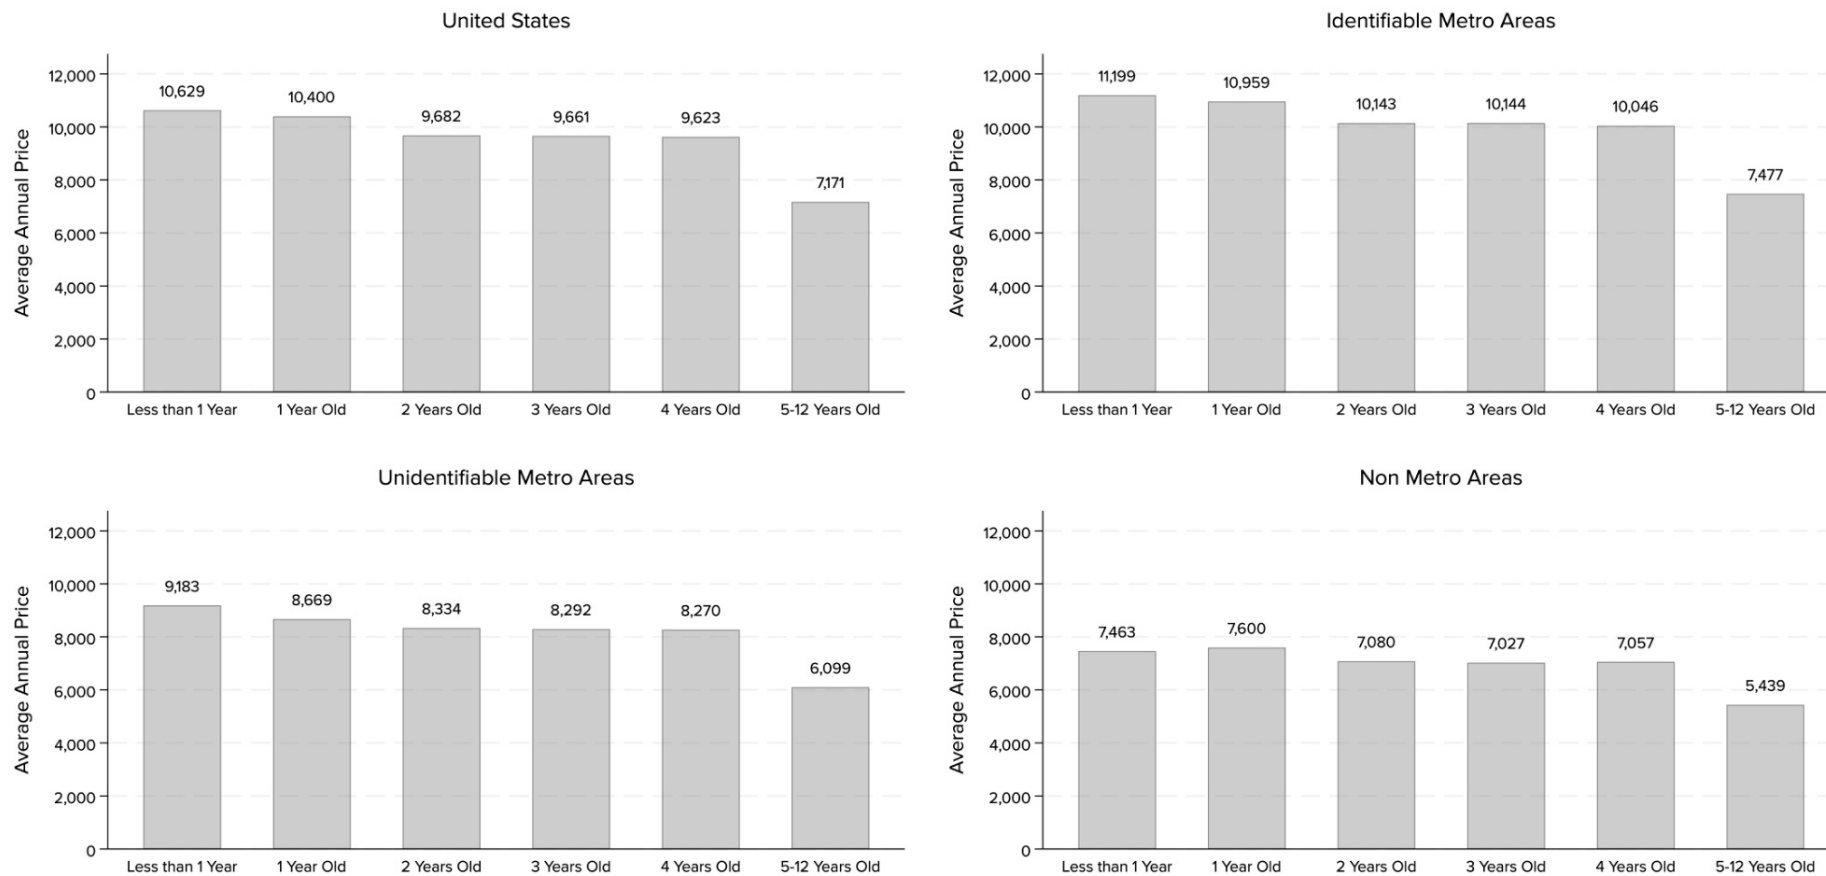 United States
Average Annual Price
12,000
10,000
8,000
6,000
4,000
2,000
0
10,629
10,400
9,682
9,661
9,623
7,171
Less than 1 Year
1 Year Old
2 Years Old
3 Years Old
4 Years Old
5-12 Years Old
Identifiable Metro Areas
Average Annual Price
12,000
10,000
8,000
6,000
4,000
2,000
0
11,199
10,959
10,143
10,144
10,046
7,477
Less than 1 Year
1 Year Old
2 Years Old
3 Years Old
4 Years Old
5-12 Years Old
Unidentifiable Metro Areas
Average Annual Price
12,000
10,000
8,000
6,000
4,000
2,000
0
9,183
8,669
8,334
8,292
8,270
6,099
Less than 1 Year
1 Year Old
2 Years Old
3 Years Old
4 Years Old
5-12 Years Old
Non Metro Areas
Average Annual Price
12,000
10,000
8,000
6,000
4,000
2,000
0
7,463
7,600
7,080
7,027
7,057
5,439
Less than 1 Year
1 Year Old
2 Years Old
3 Years Old
4 Years Old
5-12 Years Old